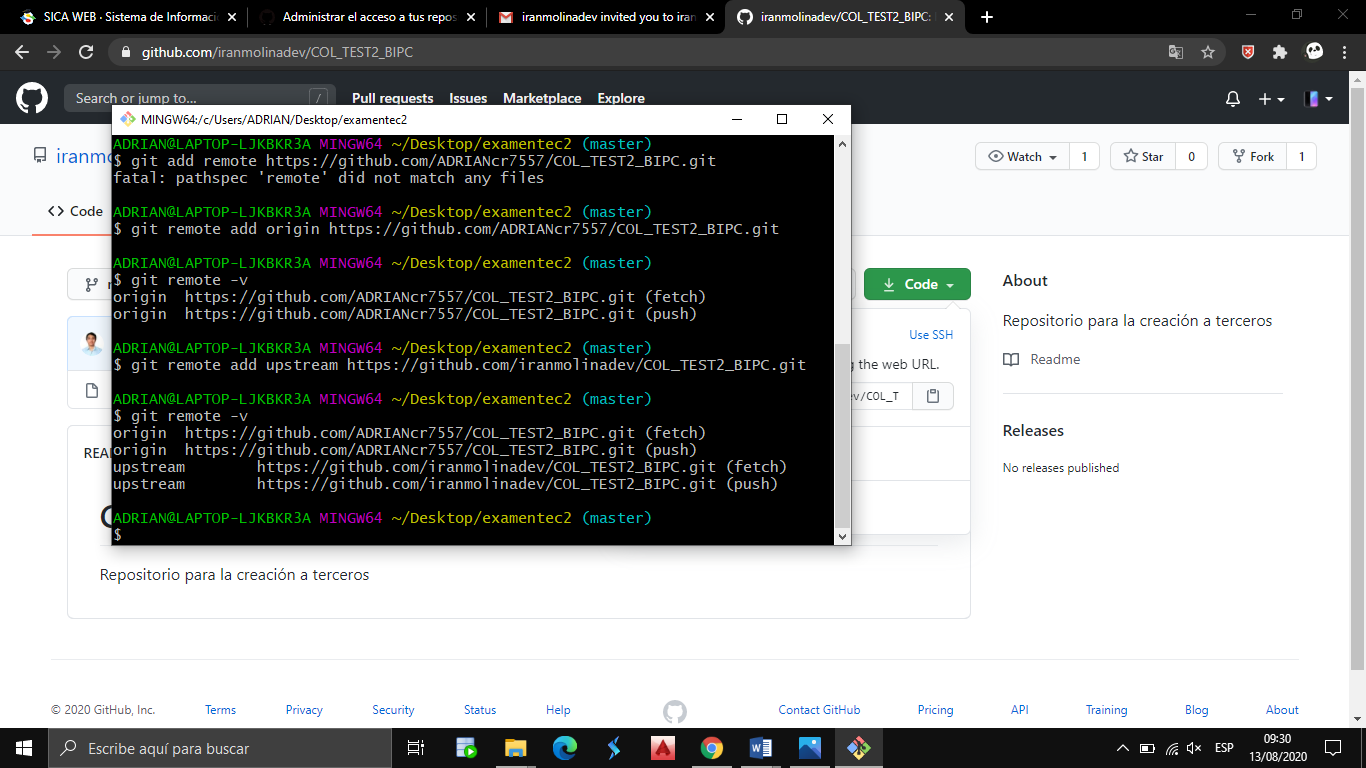 SICA WEB · Sistema de Informaci
Administrar el acceso a tus repos
iranmolinadev invited you to iran
iranmolinadev/COL_TEST2_BIPC:
github.com/iranmolinadev/COL_TEST2_BIPC
Search or jump to...
/
Pull requests
Issues
Marketplace
Explore
MINGW64:/c/Users/ADRIAN/Desktop/examentec2
ADRIAN@LAPTOP-LJKBKR3A MINGW64 ~/Desktop/examentec2 (master)
$ git add remote https://github.com/ADRIANcr7557/COL_TEST2_BIPC.git
fatal: pathspec 'remote' did not match any files
ADRIAN@LAPTOP-LJKBKR3A MINGW64 ~/Desktop/examentec2 (master)
$ git remote add origin https://github.com/ADRIANcr7557/COL_TEST2_BIPC.git
ADRIAN@LAPTOP-LJKBKR3A MINGW64 ~/Desktop/examentec2 (master)
$ git remote -v
origin  https://github.com/ADRIANcr7557/COL_TEST2_BIPC.git (fetch)
origin  https://github.com/ADRIANcr7557/COL_TEST2_BIPC.git (push)
ADRIAN@LAPTOP-LJKBKR3A MINGW64 ~/Desktop/examentec2 (master)
$ git remote add upstream https://github.com/iranmolinadev/COL_TEST2_BIPC.git
ADRIAN@LAPTOP-LJKBKR3A MINGW64 ~/Desktop/examentec2 (master)
$ git remote -v
origin  https://github.com/ADRIANcr7557/COL_TEST2_BIPC.git (fetch)
origin  https://github.com/ADRIANcr7557/COL_TEST2_BIPC.git (push)
upstream        https://github.com/iranmolinadev/COL_TEST2_BIPC.git (fetch)
upstream        https://github.com/iranmolinadev/COL_TEST2_BIPC.git (push)
ADRIAN@LAPTOP-LJKBKR3A MINGW64 ~/Desktop/examentec2 (master)
$
iranmo
Watch
1
Star
0
Fork
1
Code
Code
Use SSH
g the web URL.
ev/COL_T
READ
Repositorio para la creación a terceros
About
Repositorio para la creación a terceros
Readme
Releases
No releases published
© 2020 GitHub, Inc.
Terms
Privacy
Security
Status
Help
Contact GitHub
Pricing
API
Training
Blog
About
Escribe aquí para buscar
ESP
09:30
13/08/2020